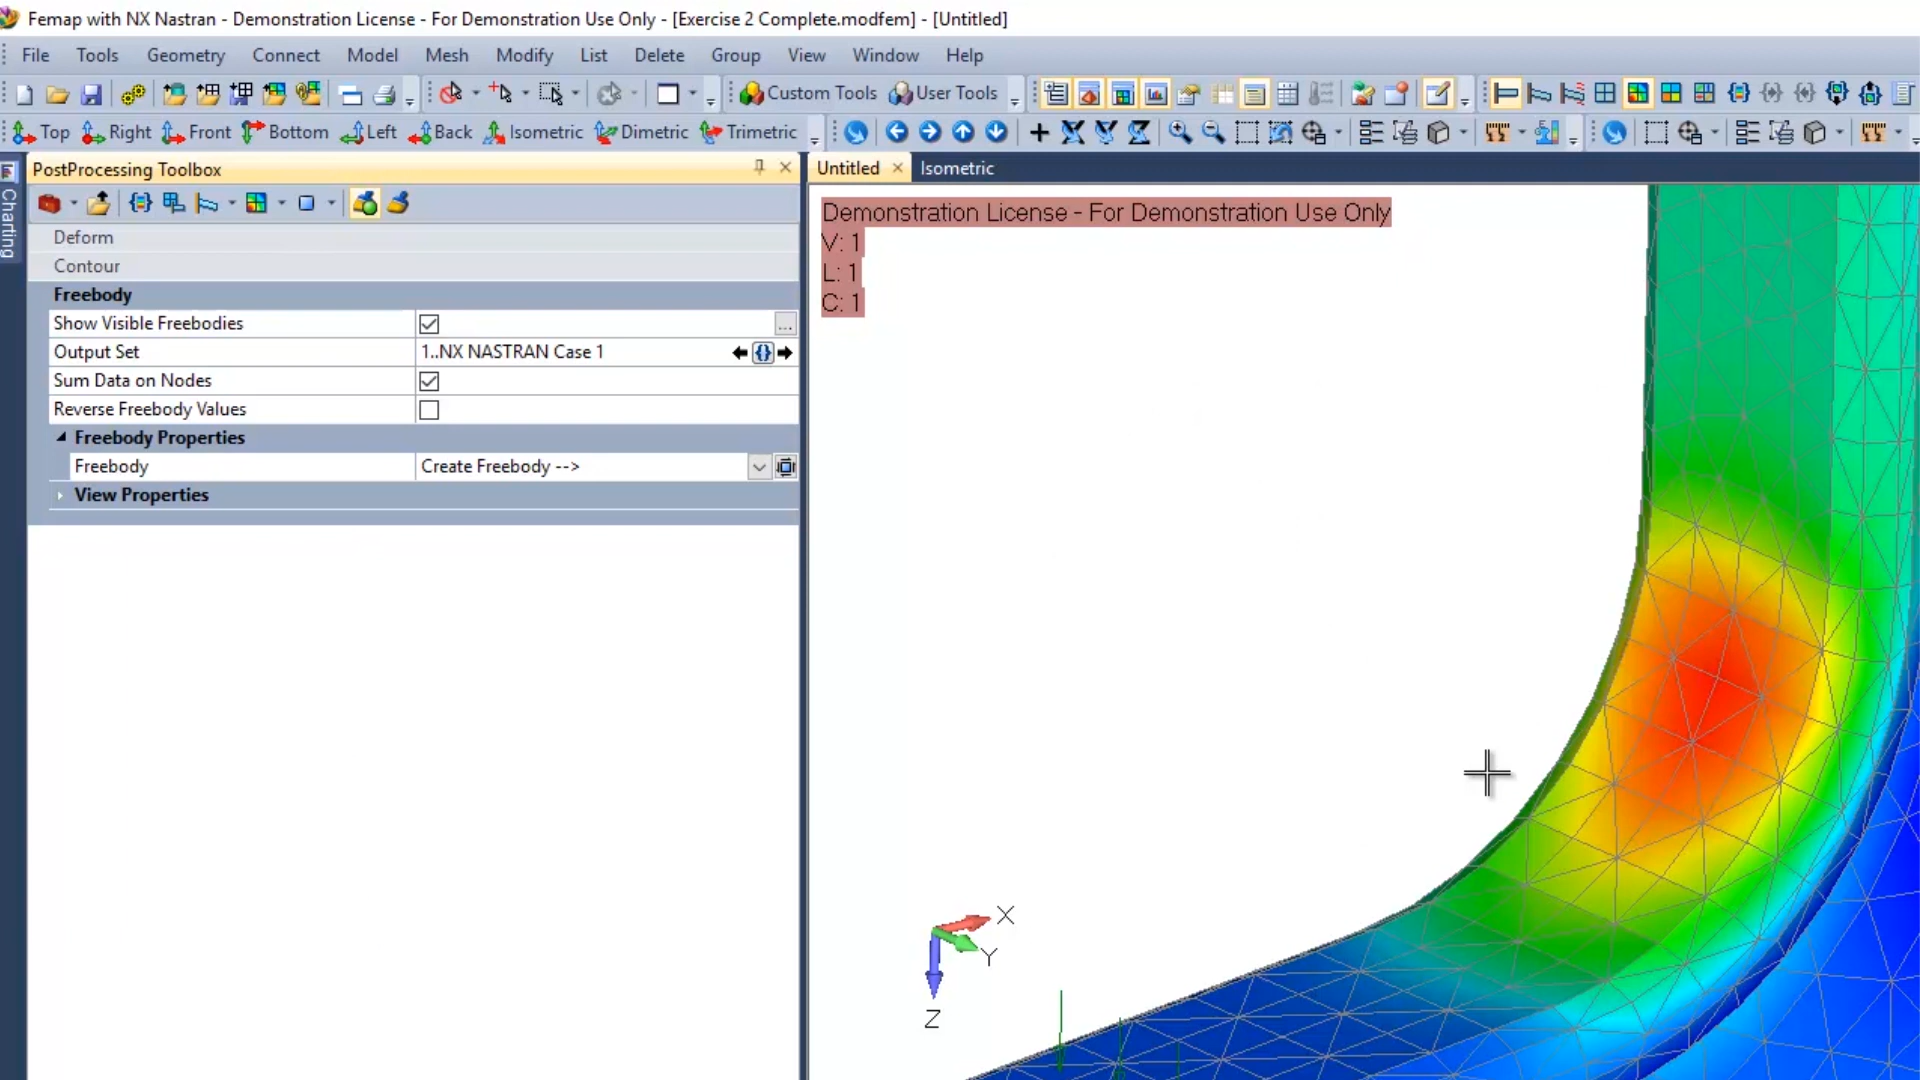 Femap with NX Nastran - Demonstration License - For Demonstration Use Only - [Exercise 2 Complete.modfem] - [Untitled]
File Tools Geometry Connect Model Mesh Modify List Delete Group View Window Help
Custom Tools User Tools
Top Right Front Bottom Left Back Isometric Dimetric Trimetric
Charting
PostProcessing Toolbox
Untitled Isometric
Deform
Contour
Freebody
Show Visible Freebodies ...
Output Set 1..NX NASTRAN Case 1
Sum Data on Nodes
Reverse Freebody Values
Freebody Properties
Freebody Create Freebody -->
View Properties
Demonstration License - For Demonstration Use Only
V: 1
L: 1
C: 1
X
Y
Z